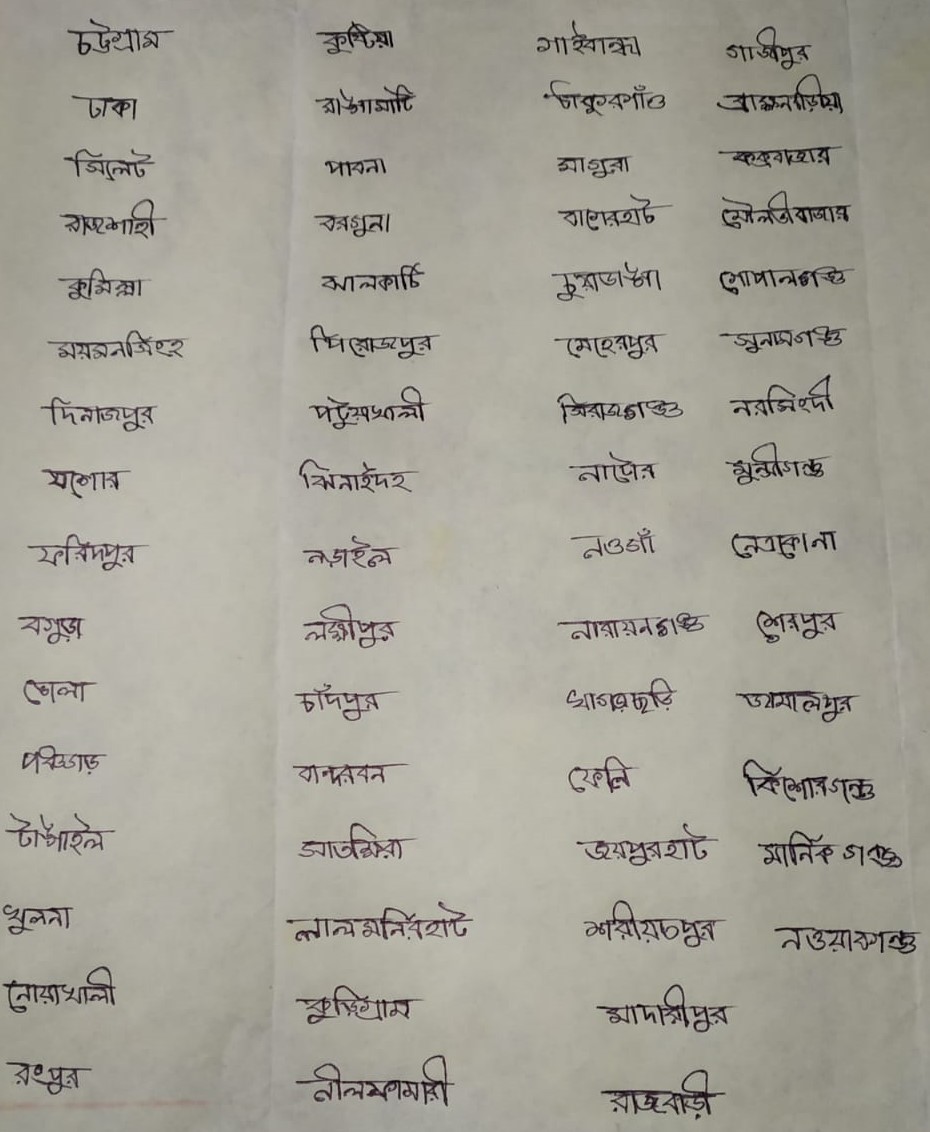 চট্টগ্রাম কুষ্টিয়া গাইবান্ধা গাজীপুর
ঢাকা রাঙামাটি ঠাকুরগাঁও ব্রাহ্মনবাড়িয়া
সিলেট পাবনা মাগুরা কক্সবাজার
রাজশাহী বরগুনা বাগেরহাট মৌলভীবাজার
কুমিল্লা ঝালকাঠি চুয়াডাঙ্গা গোপালগঞ্জ
ময়মনসিংহ পিরোজপুর মেহেরপুর সুনামগঞ্জ
দিনাজপুর পটুয়াখালী সিরাজগঞ্জ নরসিংদী
যশোর ঝিনাইদহ নাটোর মুন্সীগঞ্জ
ফরিদপুর নড়াইল নওগাঁ নেত্রকোনা
বগুড়া লক্ষীপুর নারায়নগঞ্জ শেরপুর
ভোলা চাঁদপুর খাগড়াছড়ি জামালপুর
পঞ্চগড় বান্দরবন ফেনি কিশোরগঞ্জ
টাঙ্গাইল সাতক্ষিরা জয়পুরহাট মানিকগঞ্জ
খুলনা লালমনিরহাট শরীয়তপুর নওয়াবগঞ্জ
নোয়াখালী কুড়িগ্রাম মাদারীপুর
রংপুর নীলফামারী রাজবাড়ী